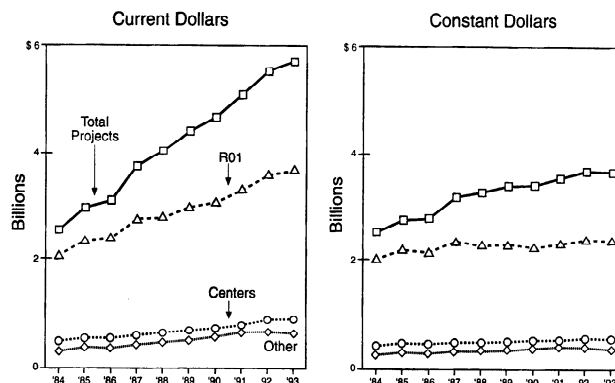 Current Dollars
$6
4
2
0
Billions
Total
Projects
R01
Centers
Other
'84 '85 '86 '87 '88 '89 '90 '91 92 '93
Constant Dollars
$6
4
2
0
Billions
'84 '85 '86 '87 '88 '89 '90 '91